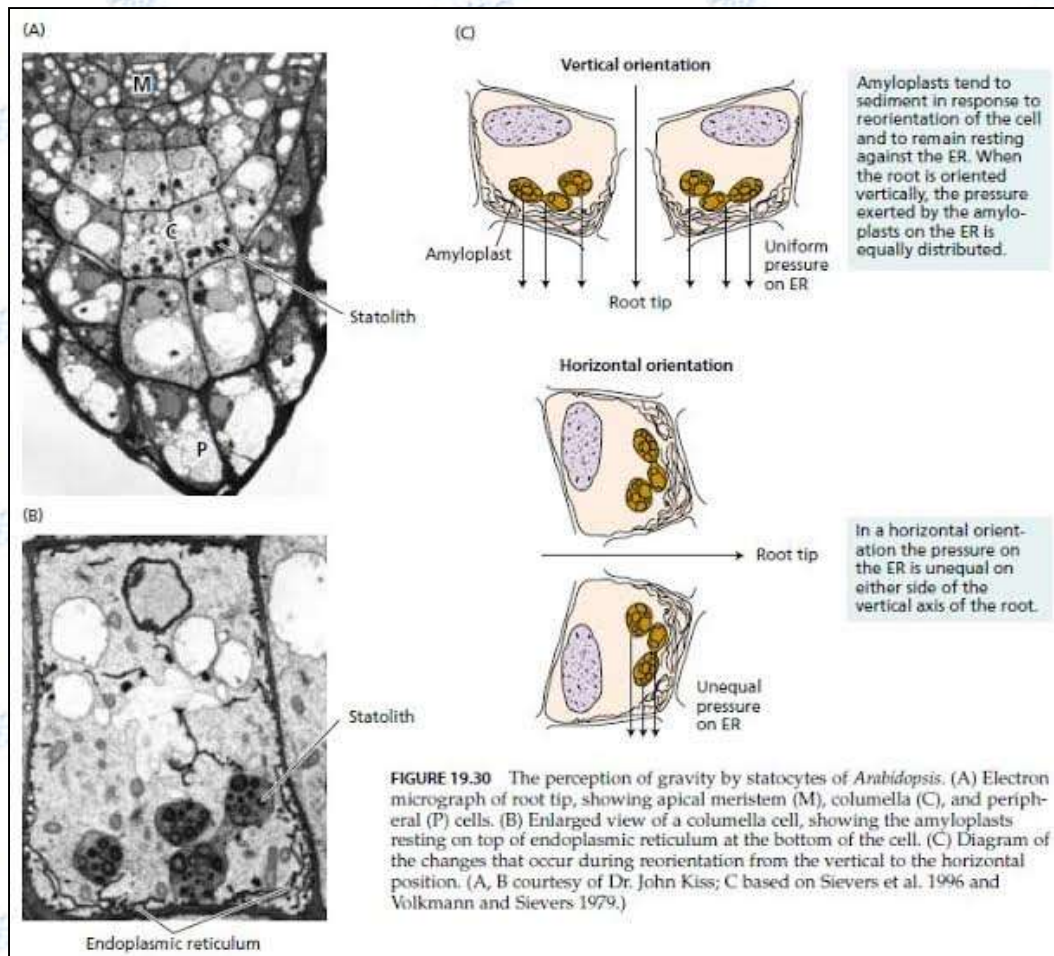 (A)
M
C
Statolith
P
(B)
Statolith
Endoplasmic reticulum
(C)
Vertical orientation
Amyloplast
Root tip
Uniform
pressure
on ER
Amyloplasts tend to
sediment in response to
reorientation of the cell
and to remain resting
against the ER. When
the root is oriented
vertically, the pressure
exerted by the amylo-
plasts on the ER is
equally distributed.
Horizontal orientation
Root tip
Unequal
pressure
on ER
In a horizontal orient-
ation the pressure on
the ER is unequal on
either side of the
vertical axis of the root.
FIGURE 19.30 The perception of gravity by statocytes of Arabidopsis. (A) Electron
micrograph of root tip, showing apical meristem (M), columella (C), and periph-
eral (P) cells. (B) Enlarged view of a columella cell, showing the amyloplasts
resting on top of endoplasmic reticulum at the bottom of the cell. (C) Diagram of
the changes that occur during reorientation from the vertical to the horizontal
position. (A, B courtesy of Dr. John Kiss; C based on Sievers et al. 1996 and
Volkmann and Sievers 1979.)